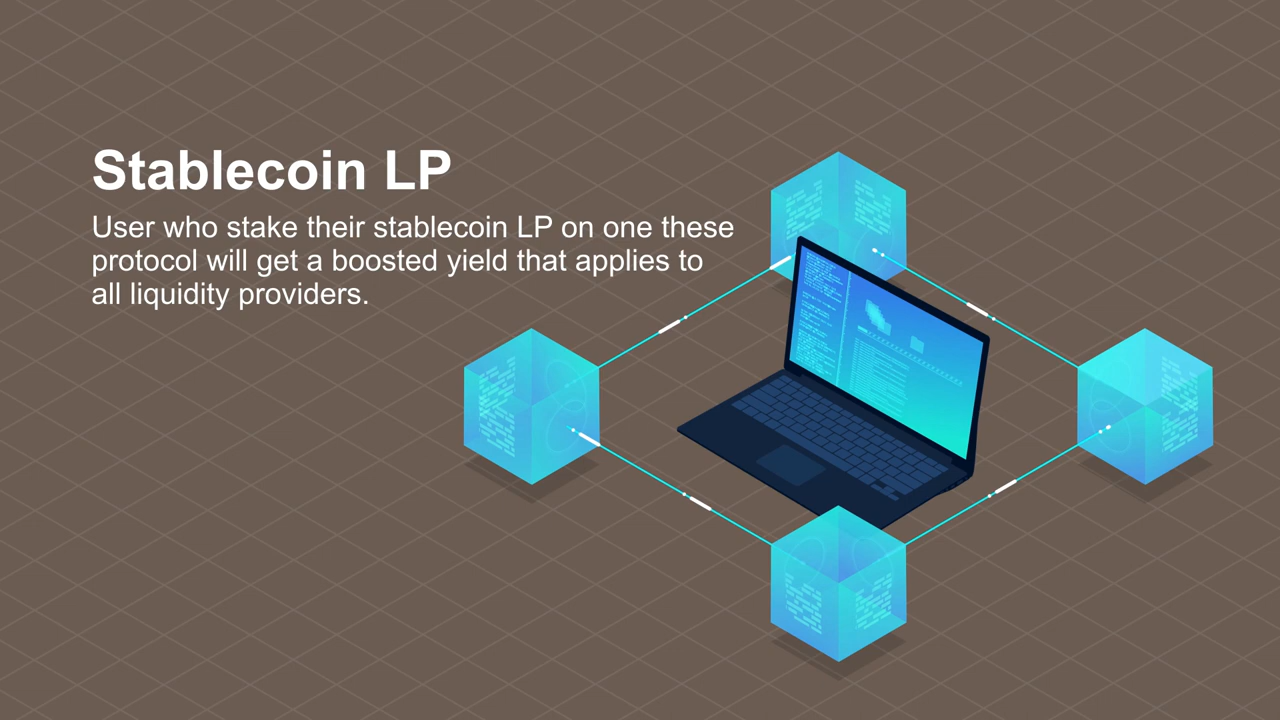 Stablecoin LP
User who stake their stablecoin LP on one these
protocol will get a boosted yield that applies to
all liquidity providers.